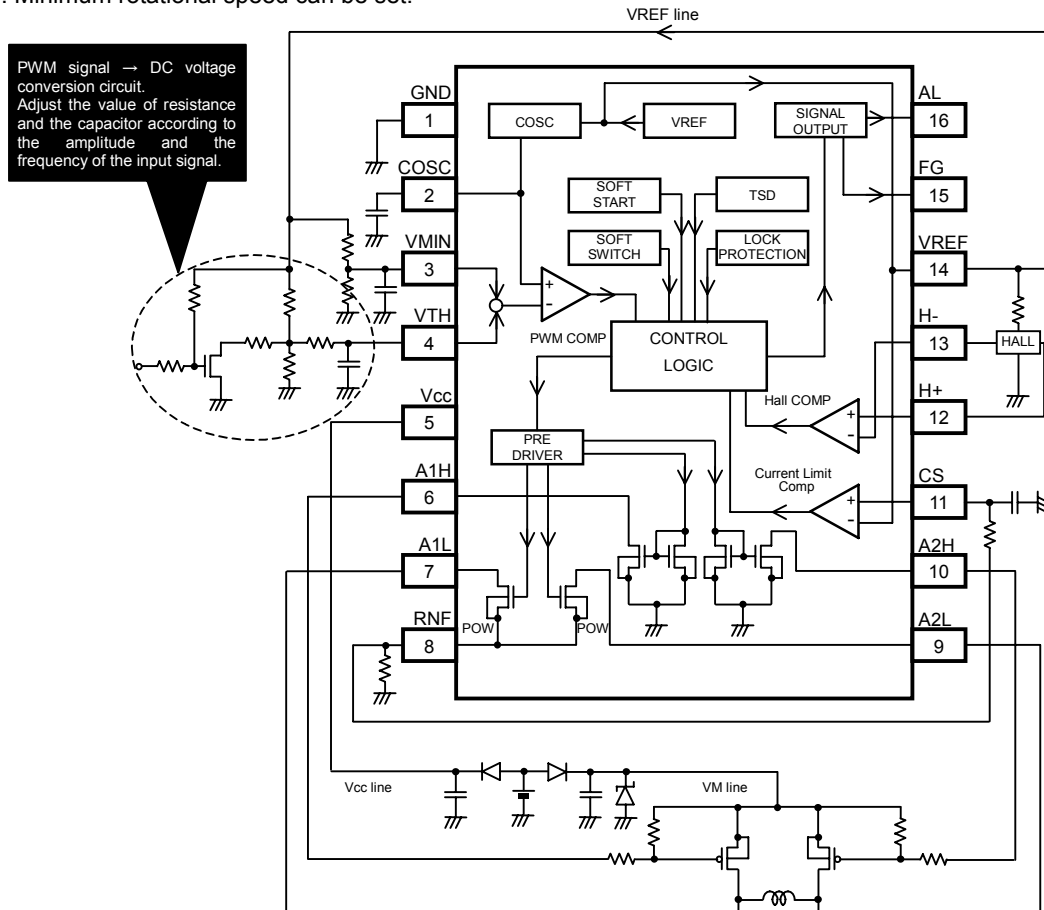 . Minimum rotational speed can be set.
VREF line
PWM signal → DC voltage
conversion circuit.
Adjust the value of resistance
and the capacitor according to
the amplitude and the
frequency of the input signal.
GND
1
COSC
2
VMIN
3
VTH
4
Vcc
5
A1H
6
A1L
7
RNF
8
COSC
VREF
SIGNAL
OUTPUT
SOFT
START
TSD
SOFT
SWITCH
LOCK
PROTECTION
PWM COMP
CONTROL
LOGIC
Hall COMP
PRE
DRIVER
Current Limit
Comp
POW
POW
+
-
+
-
+
-
AL
16
FG
15
VREF
14
H-
13
HALL
H+
12
CS
11
A2H
10
A2L
9
Vcc line
VM line